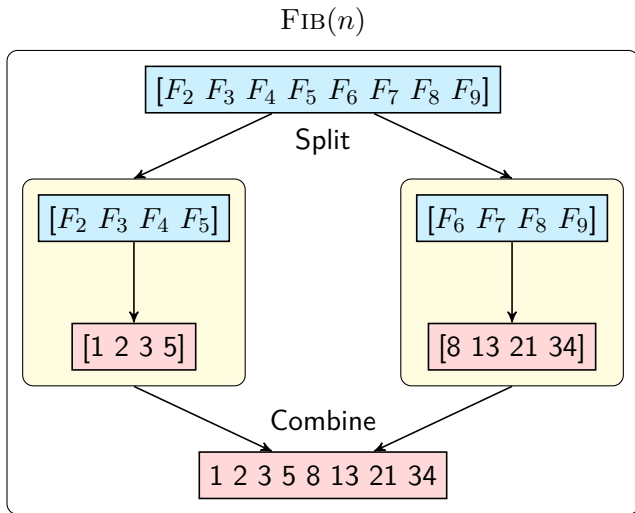 FIB(n)
[F₂ F₃ F₄ F₅ F₆ F₇ F₈ F₉]
Split
[F₂ F₃ F₄ F₅]
[F₆ F₇ F₈ F₉]
[1 2 3 5]
[8 13 21 34]
Combine
1 2 3 5 8 13 21 34